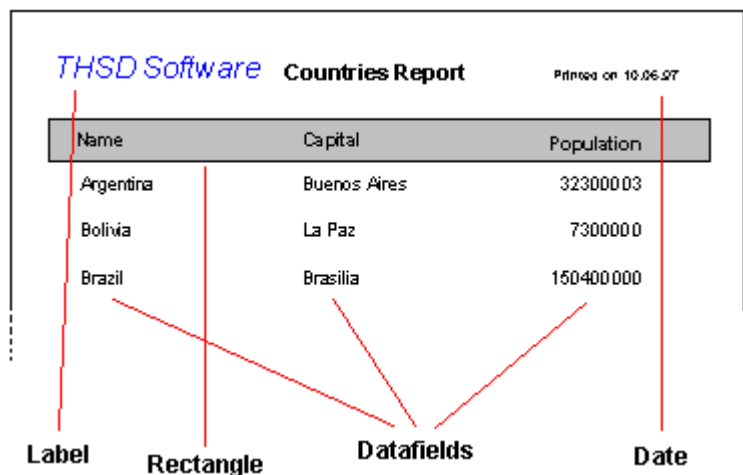 THSD Software Countries Report Printed on 10.06.97
Name Capital Population
Argentina Buenos Aires 32300003
Bolivia La Paz 7300000
Brazil Brasilia 150400000
Label Rectangle Datafields Date